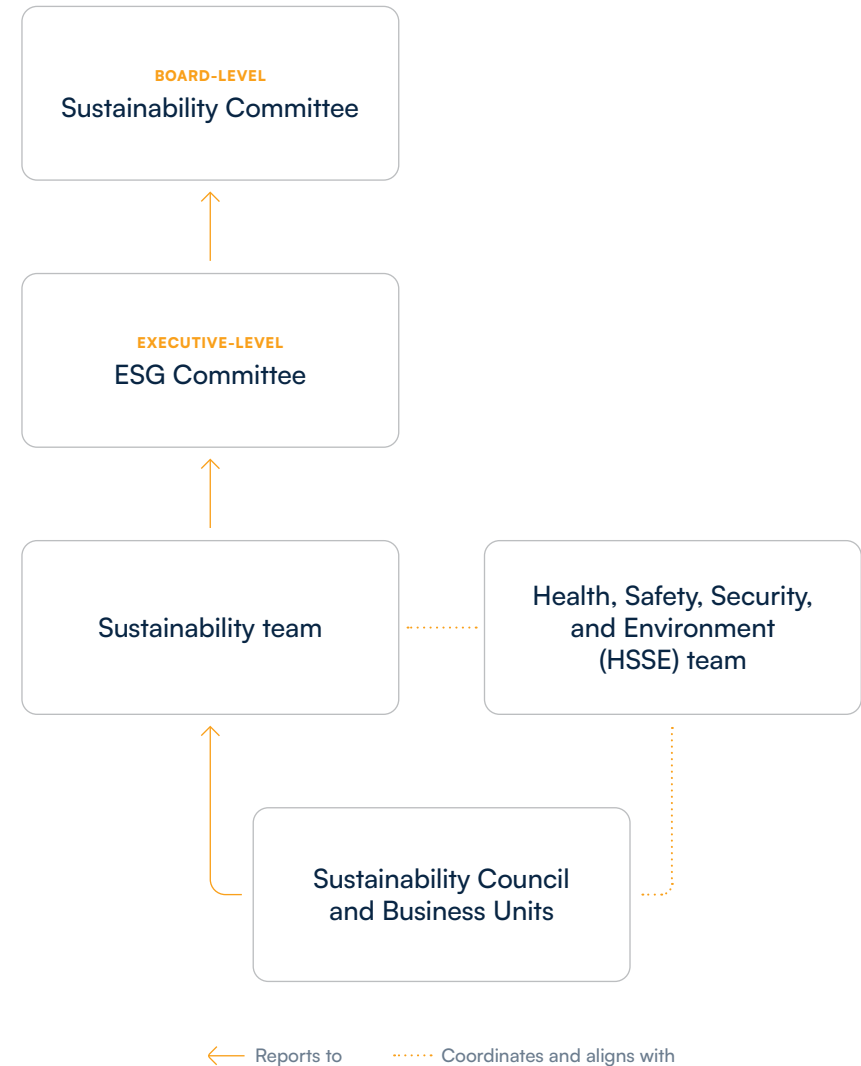 BOARD-LEVEL
Sustainability Committee
EXECUTIVE-LEVEL
ESG Committee
Sustainability team
Health, Safety, Security,
and Environment
(HSSE) team
Sustainability Council
and Business Units
Reports to
Coordinates and aligns with